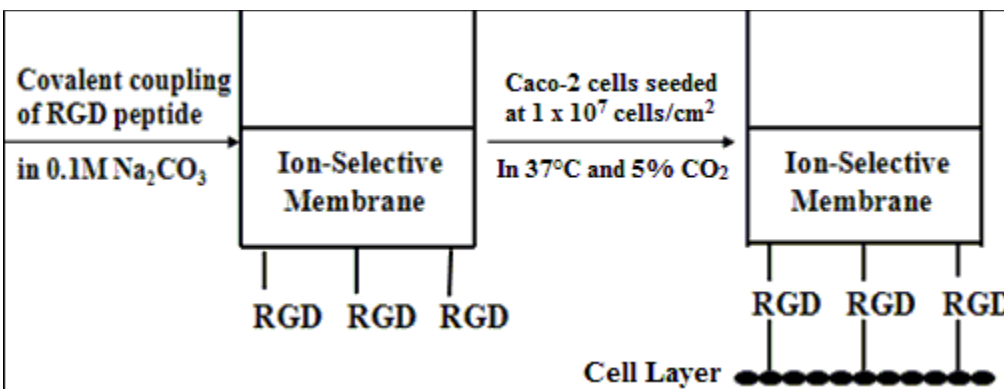 Covalent coupling
of RGD peptide
in 0.1M Na₂CO₃
Ion-Selective
Membrane
RGD RGD RGD
Caco-2 cells seeded
at 1 x 10⁷ cells/cm²
In 37°C and 5% CO₂
Ion-Selective
Membrane
RGD RGD RGD
Cell Layer